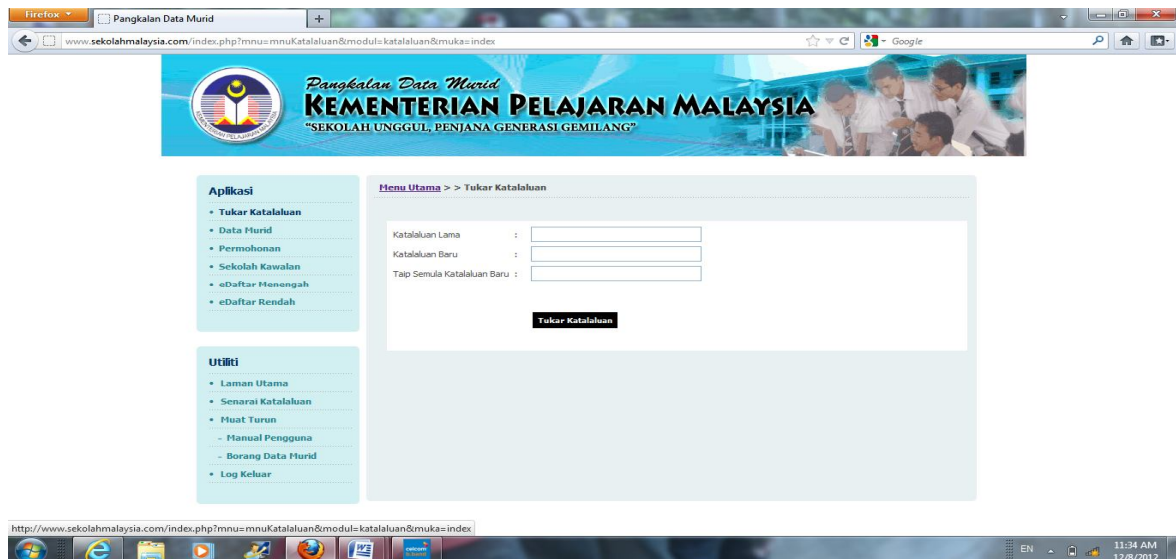 Firefox
Pangkalan Data Murid
+
www.sekolahmalaysia.com/index.php?mnu=mnuKatalaluan&modul=katalaluan&muka=index
Google
Pangkalan Data Murid
KEMENTERIAN PELAJARAN MALAYSIA
"SEKOLAH UNGGUL, PENJANA GENERASI GEMILANG"
KEMENTERIAN PELAJARAN MALAYSIA
Aplikasi
• Tukar Katalaluan
• Data Murid
• Permohonan
• Sekolah Kawalan
• eDaftar Menengah
• eDaftar Rendah
Utiliti
• Laman Utama
• Senarai Katalaluan
• Muat Turun
- Manual Pengguna
- Borang Data Murid
• Log Keluar
Menu Utama > > Tukar Katalaluan
Katalaluan Lama :
Katalaluan Baru :
Taip Semula Katalaluan Baru :
Tukar Katalaluan
http://www.sekolahmalaysia.com/index.php?mnu=mnuKatalaluan&modul=katalaluan&muka=index
celcom
EN
11:34 AM
12/8/2012